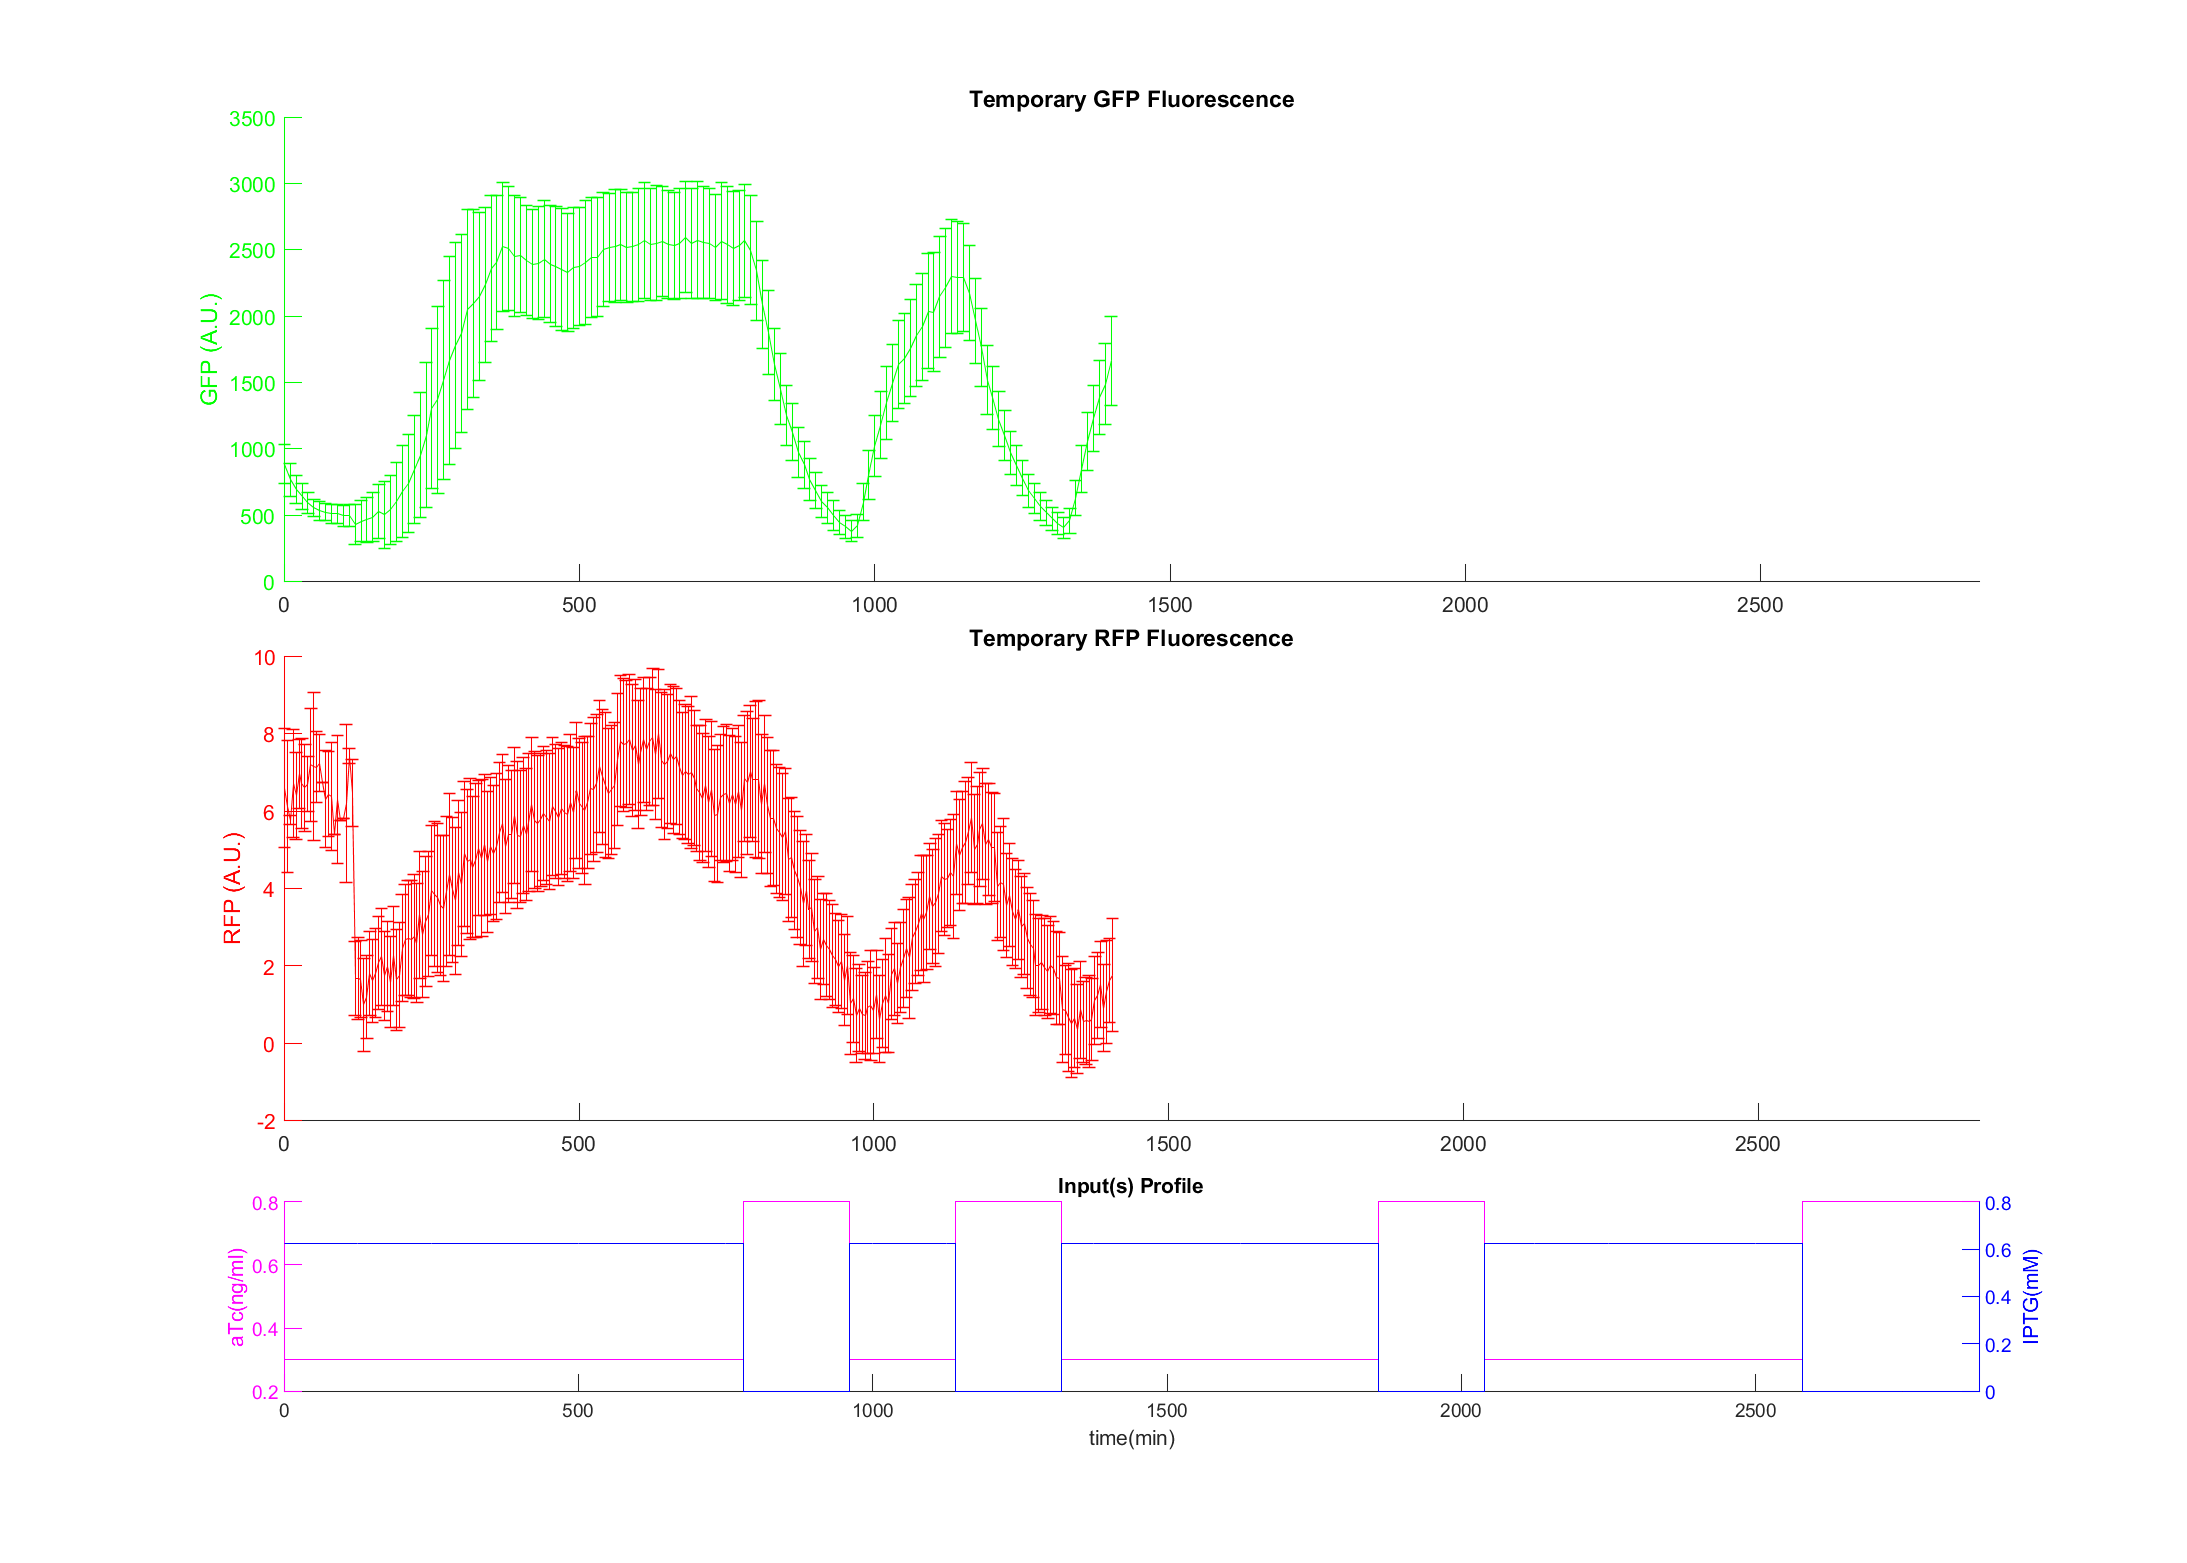 Temporary GFP Fluorescence
GFP (A.U.)
3500
3000
2500
2000
1500
1000
500
0
0 500 1000 1500 2000 2500
Temporary RFP Fluorescence
RFP (A.U.)
10
8
6
4
2
0
-2
0 500 1000 1500 2000 2500
Input(s) Profile
aTc(ng/ml)
0.8
0.6
0.4
0.2
0.8
0.6
0.4
0.2
0
IPTG(mM)
0 500 1000 1500 2000 2500
time(min)